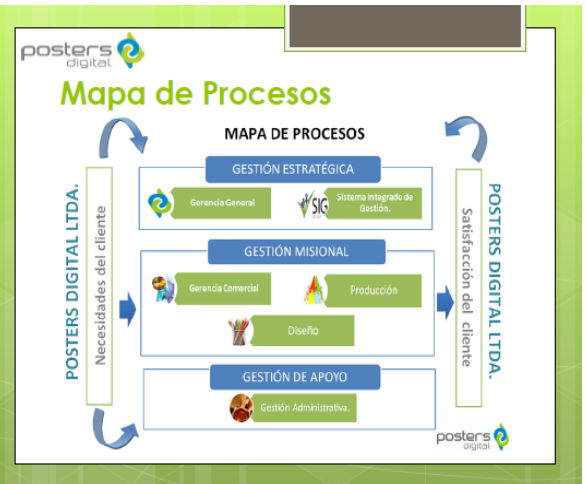 posters
digital
Mapa de Procesos
MAPA DE PROCESOS
POSTERS DIGITAL LTDA.
Necesidades del cliente
GESTIÓN ESTRATÉGICA
Gerencia General
SIG
Sistema Integrado de
Gestión.
GESTIÓN MISIONAL
Gerencia Comercial
Producción
Diseño
GESTIÓN DE APOYO
Gestión Administrativa.
Satisfacción del cliente
POSTERS DIGITAL LTDA.
posters
digital